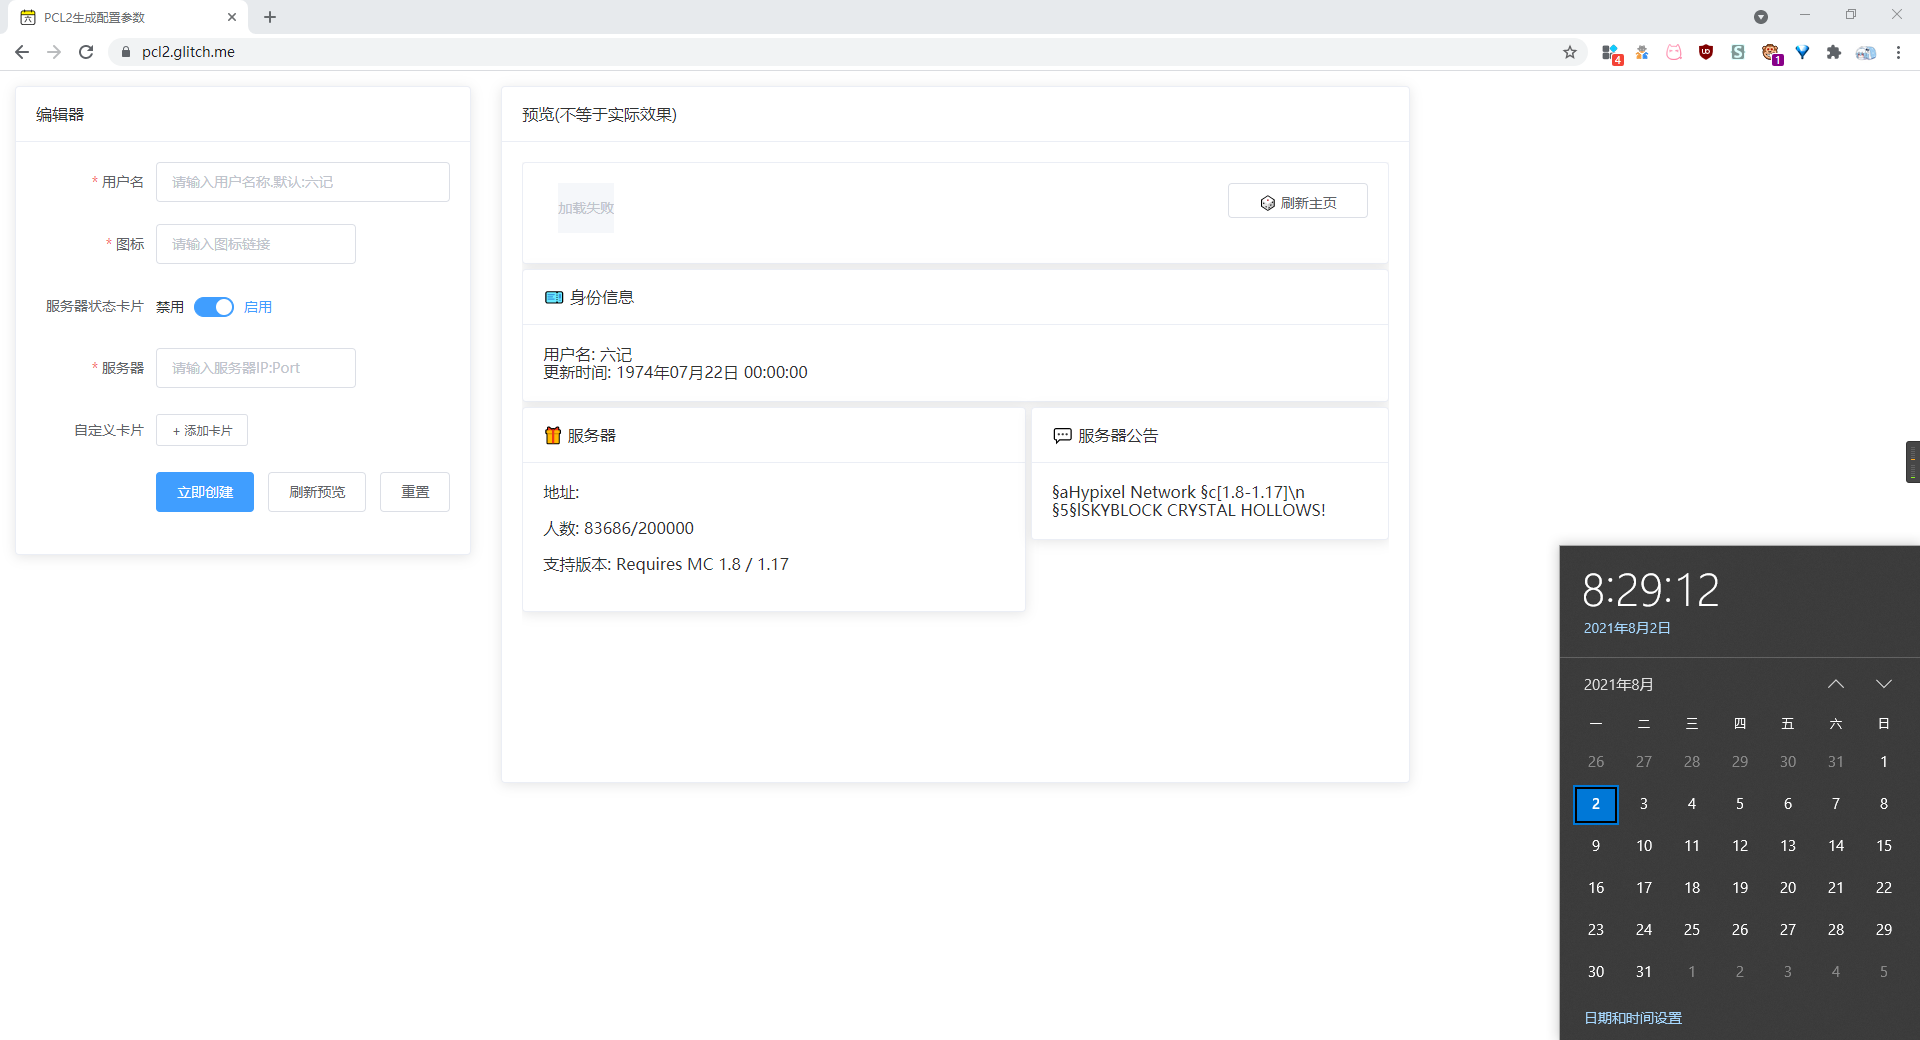 PCL2生成配置参数
pcl2.glitch.me
4
1
编辑器
* 用户名 请输入用户名称.默认:六记
* 图标 请输入图标链接
服务器状态卡片 禁用 启用
* 服务器 请输入服务器IP:Port
自定义卡片 + 添加卡片
立即创建 刷新预览 重置
预览(不等于实际效果)
加载失败
刷新主页
身份信息
用户名: 六记
更新时间: 1974年07月22日 00:00:00
服务器
地址:
人数: 83686/200000
支持版本: Requires MC 1.8 / 1.17
服务器公告
§aHypixel Network §c[1.8-1.17]\n
§5§lSKYBLOCK CRYSTAL HOLLOWS!
8:29:12
2021年8月2日
2021年8月
一 二 三 四 五 六 日
26 27 28 29 30 31 1
2 3 4 5 6 7 8
9 10 11 12 13 14 15
16 17 18 19 20 21 22
23 24 25 26 27 28 29
30 31 1 2 3 4 5
日期和时间设置